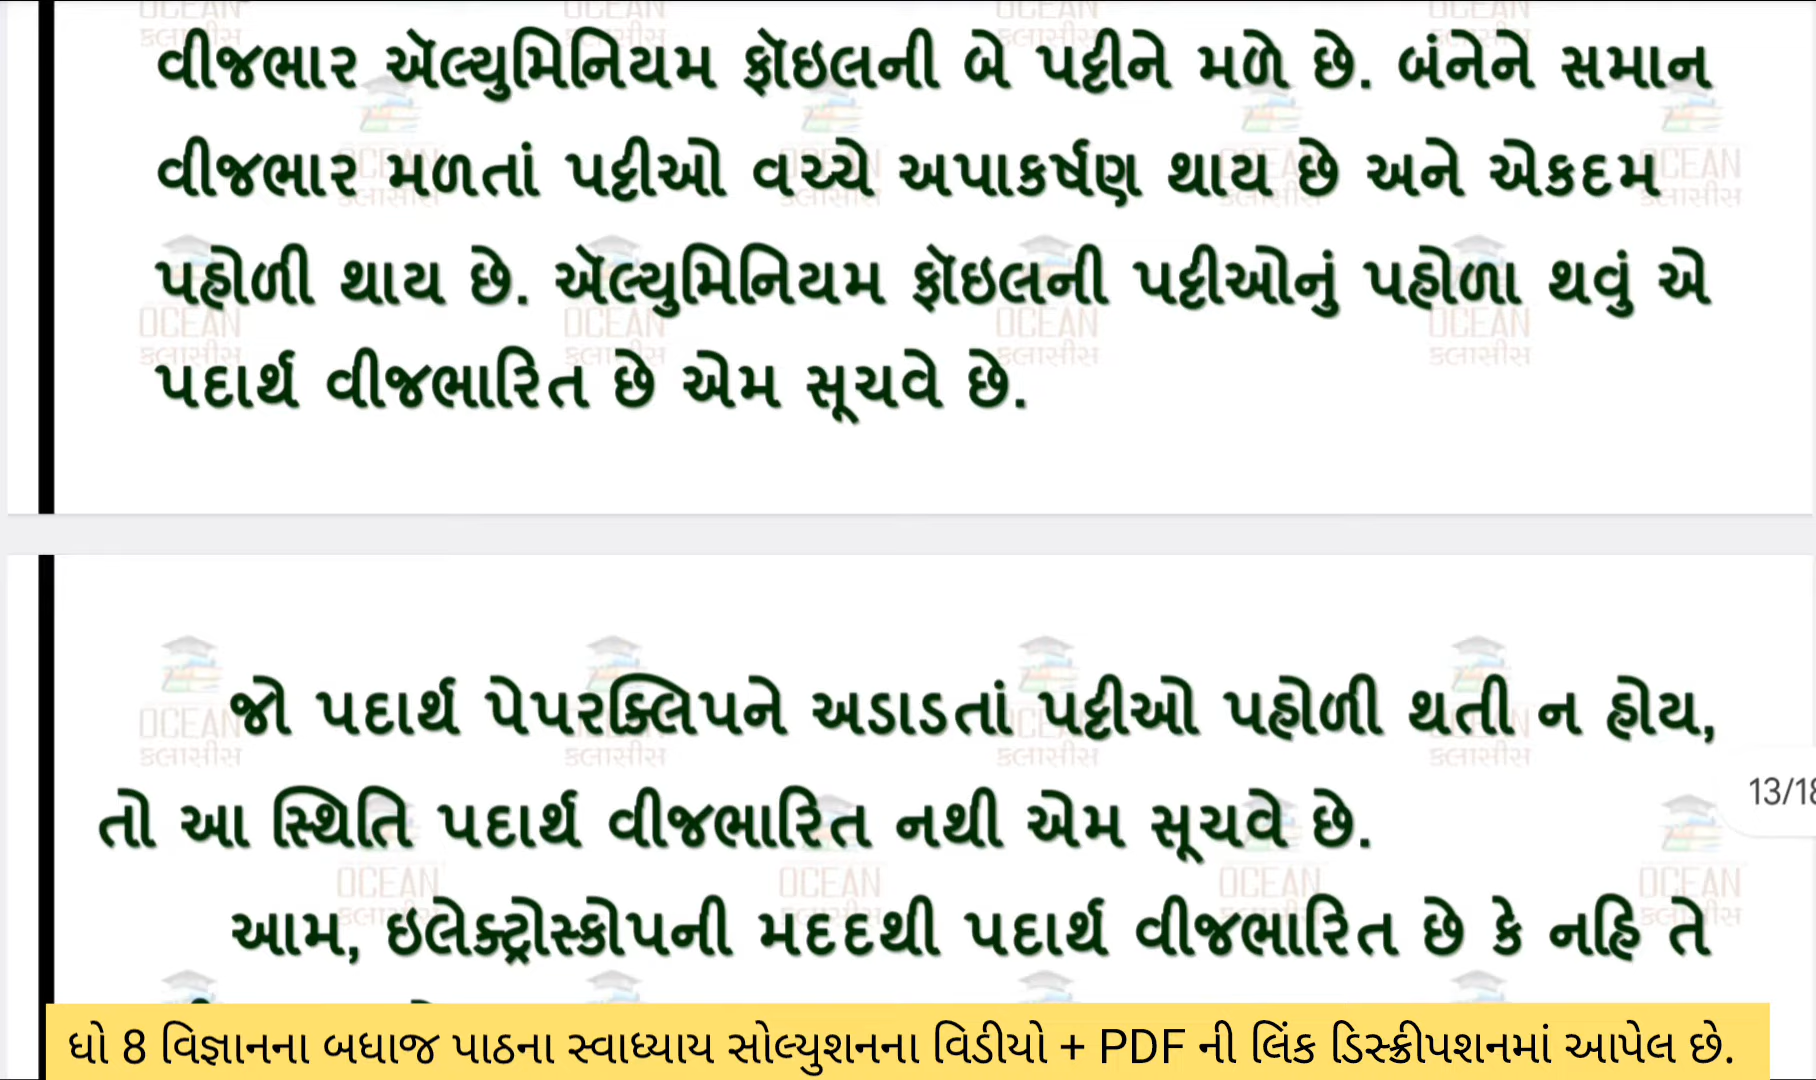 વીજભાર ઍલ્યુમિનિયમ ફૉઇલની બે પટ્ટીને મળે છે. બંનેને સમાન
વીજભાર મળતાં પટ્ટીઓ વચ્ચે અપાકર્ષણ થાય છે અને એકદમ
પહોળી થાય છે. ઍલ્યુમિનિયમ ફૉઇલની પટ્ટીઓનું પહોળા થવું એ
પદાર્થ વીજભારિત છે એમ સૂચવે છે.
જો પદાર્થ પેપરક્લિપને અડાડતાં પટ્ટીઓ પહોળી થતી ન હોય,
13/18
તો આ સ્થિતિ પદાર્થ વીજભારિત નથી એમ સૂચવે છે.
આમ, ઇલેક્ટ્રોસ્કોપની મદદથી પદાર્થ વીજભારિત છે કે નહિ તે
ધો 8 વિજ્ઞાનના બધાજ પાઠના સ્વાધ્યાય સોલ્યુશનના વિડીયો + PDF ની લિંક ડિસ્ક્રીપશનમાં આપેલ છે.